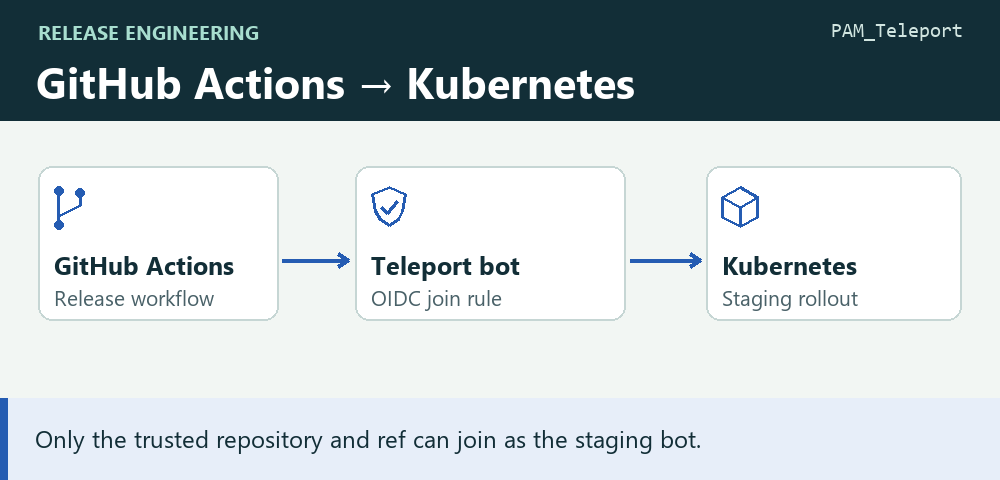 RELEASE ENGINEERING
PAM_Teleport
GitHub Actions → Kubernetes
GitHub Actions
Release workflow
Teleport bot
OIDC join rule
Kubernetes
Staging rollout
Only the trusted repository and ref can join as the staging bot.